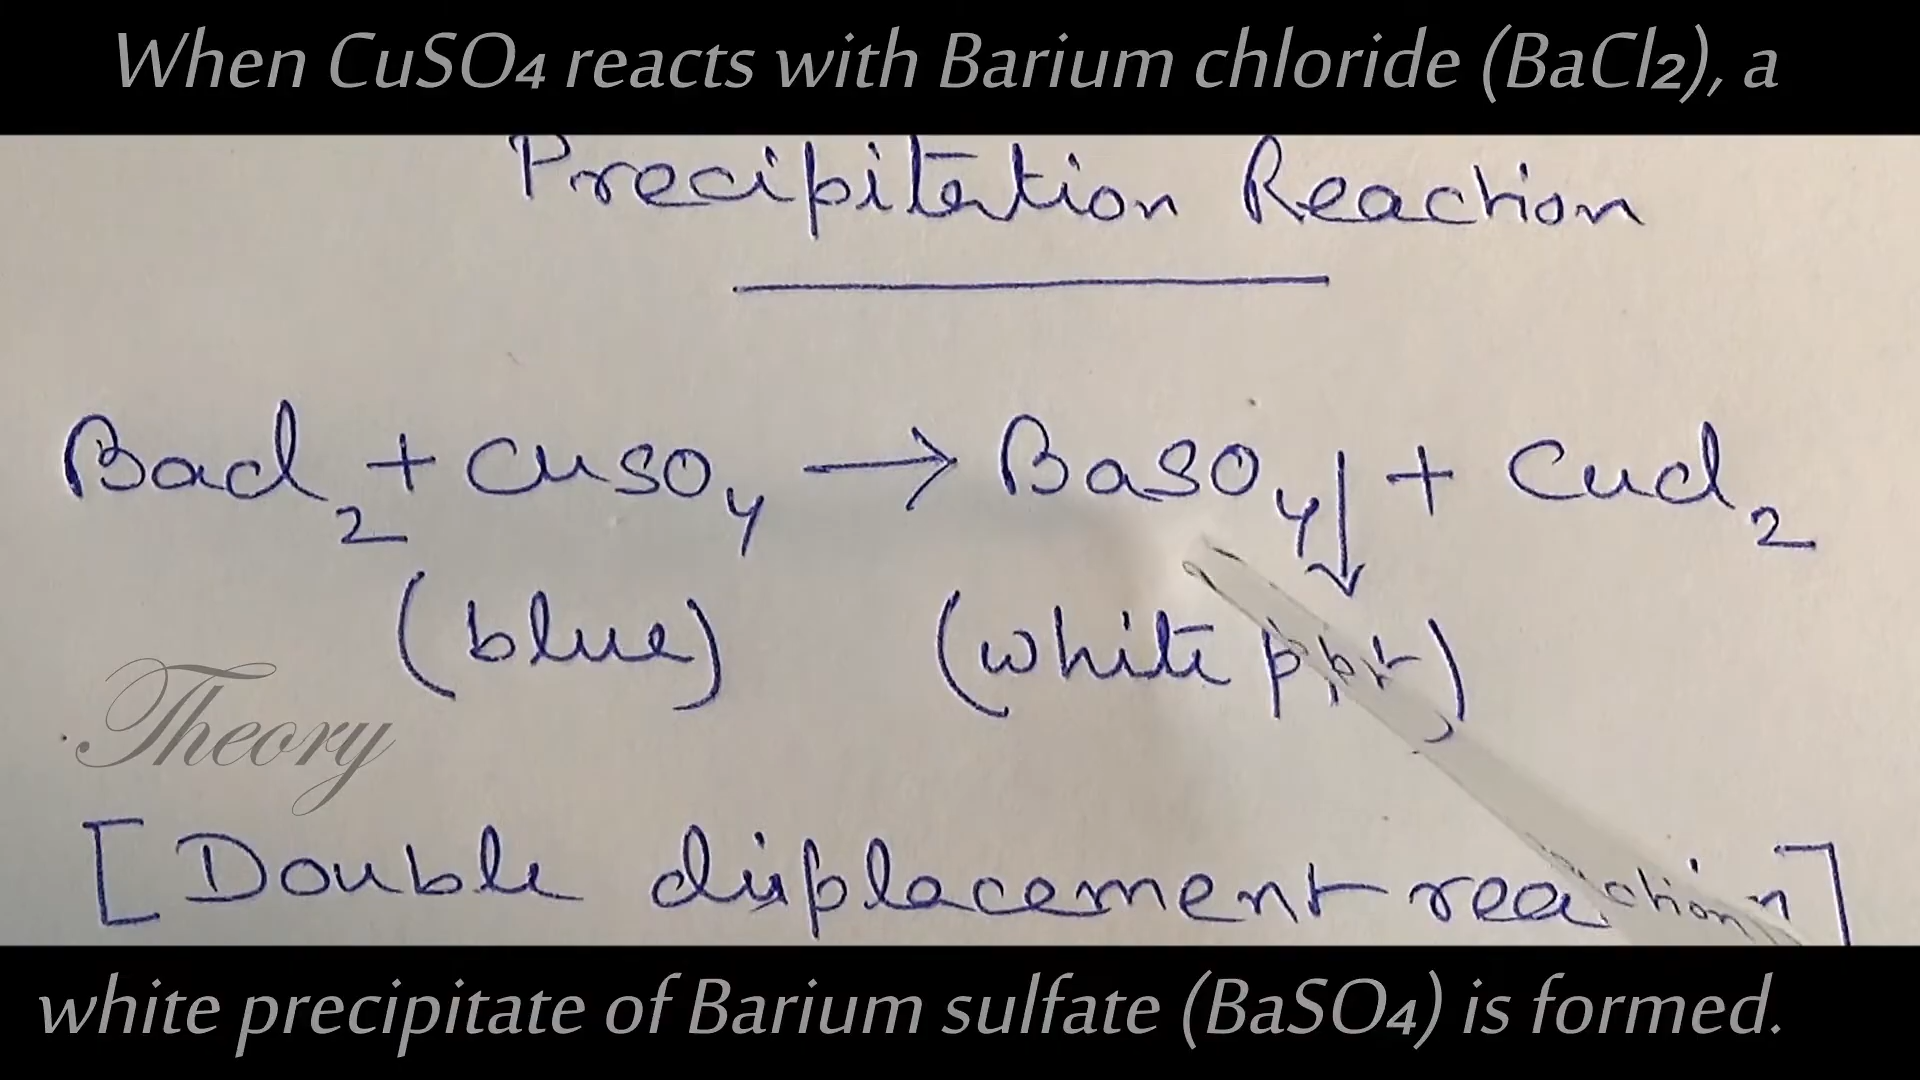 When CuSO4 reacts with Barium chloride (BaCl2), a
Precipitation Reaction
BaCl2 + CuSO4 → BaSO4↓ + CuCl2
(blue) (white ppt)
Theory
[Double displacement reaction]
white precipitate of Barium sulfate (BaSO4) is formed.